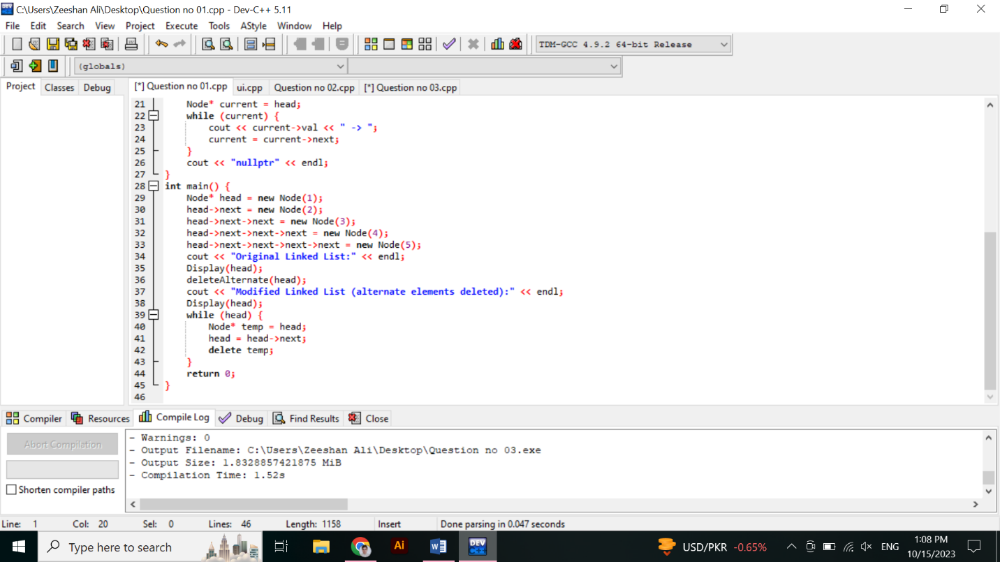 C:\Users\Zeeshan Ali\Desktop\Question no 01.cpp - Dev-C++ 5.11
File Edit Search View Project Execute Tools AStyle Window Help
TDM-GCC 4.9.2 64-bit Release
(globals)
Project Classes Debug [*] Question no 01.cpp ui.cpp Question no 02.cpp [*] Question no 03.cpp
21 Node* current = head;
22 while (current) {
23 cout << current->val << " -> ";
24 current = current->next;
25 }
26 cout << "nullptr" << endl;
27 }
28 int main() {
29 Node* head = new Node(1);
30 head->next = new Node(2);
31 head->next->next = new Node(3);
32 head->next->next->next = new Node(4);
33 head->next->next->next->next = new Node(5);
34 cout << "Original Linked List:" << endl;
35 Display(head);
36 deleteAlternate(head);
37 cout << "Modified Linked List (alternate elements deleted):" << endl;
38 Display(head);
39 while (head) {
40 Node* temp = head;
41 head = head->next;
42 delete temp;
43 }
44 return 0;
45 }
46
Compiler Resources Compile Log Debug Find Results Close
Abort Compilation
Shorten compiler paths
- Warnings: 0
- Output Filename: C:\Users\Zeeshan Ali\Desktop\Question no 03.exe
- Output Size: 1.8328857421875 MiB
- Compilation Time: 1.52s
Line: 1 Col: 20 Sel: 0 Lines: 46 Length: 1158 Insert Done parsing in 0.047 seconds
Type here to search Ai W DEV C++ USD/PKR -0.65% ENG 1:08 PM
10/15/2023